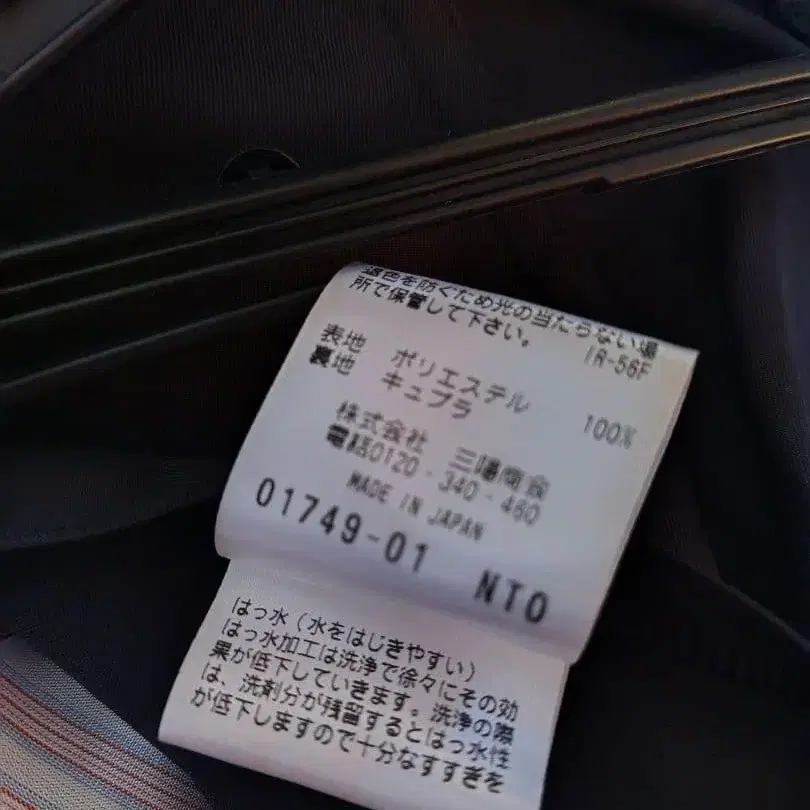 退色を防ぐため光の当たらない場
所で保管して下さい。
IR-56F
表地 ポリエステル 100%
裏地 キュプラ
株式会社 三陽商会
電話0120-340-460
MADE IN JAPAN
01749-01 NTO
はっ水(水をはじきやすい)
はっ水加工は洗浄で徐々にその効
果が低下していきます。洗浄の際
は、洗剤分が残留するとはっ水性
が低下しますので十分なすすぎを